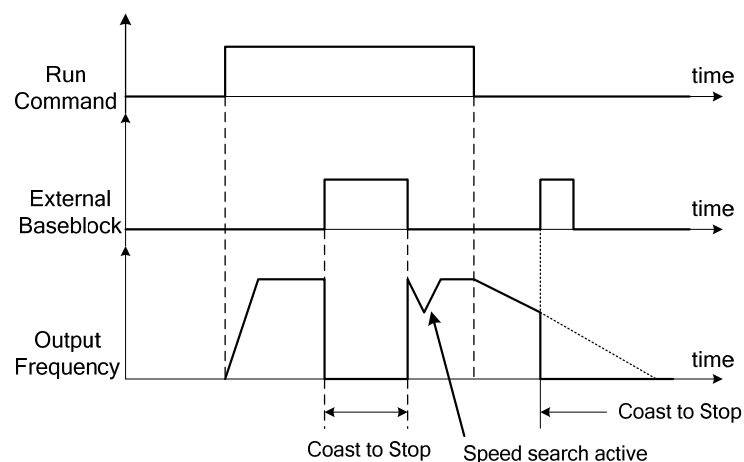 Run
Command
time
External
Baseblock
time
Output
Frequency
time
Coast to Stop
Coast to Stop
Speed search active